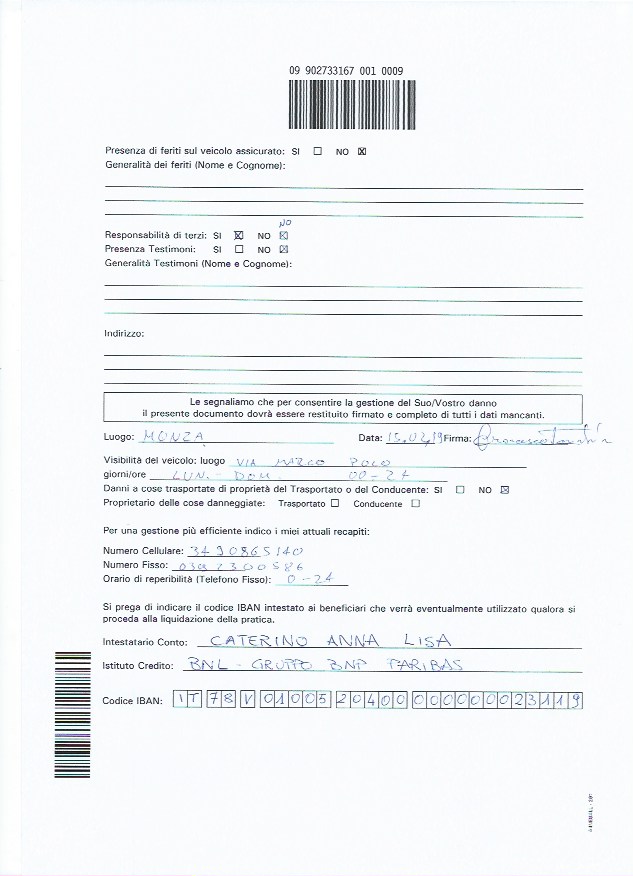 09 902733167 001 0009
Presenza di feriti sul veicolo assicurato: SI ☐ NO ☒
Generalità dei feriti (Nome e Cognome):
NO
Responsabilità di terzi: SI ☒ NO ☒
Presenza Testimoni: SI ☐ NO ☒
Generalità Testimoni (Nome e Cognome):
Indirizzo:
Le segnaliamo che per consentire la gestione del Suo/Vostro danno
il presente documento dovrà essere restituito firmato e completo di tutti i dati mancanti.
Luogo: MONZA Data: 15.02.19 Firma:
Visibilità del veicolo: luogo VIA MARCO POLO
giorni/ore LUN. - DOM. 00-24
Danni a cose trasportate di proprietà del Trasportato o del Conducente: SI ☐ NO ☒
Proprietario delle cose danneggiate: Trasportato ☐ Conducente ☐
Per una gestione più efficiente indico i miei attuali recapiti:
Numero Cellulare: 3490865140
Numero Fisso: 0392300586
Orario di reperibilità (Telefono Fisso): 0-24
Si prega di indicare il codice IBAN intestato ai beneficiari che verrà eventualmente utilizzato qualora si
proceda alla liquidazione della pratica.
Intestatario Conto: CATERINO ANNA LISA
Istituto Credito: BNL - GRUPPO BNP PARIBAS
Codice IBAN: IT 78 V 01005 20400 000000023119